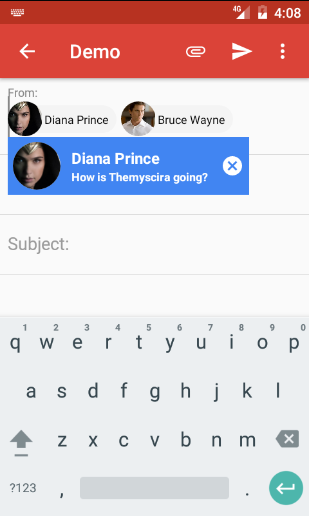 4G 4:08
Demo
From:
Diana Prince Bruce Wayne
Diana Prince
How is Themyscira going?
Subject:
1 2 3 4 5 6 7 8 9 0
q w e r t y u i o p
a s d f g h j k l
z x c v b n m
?123 , .